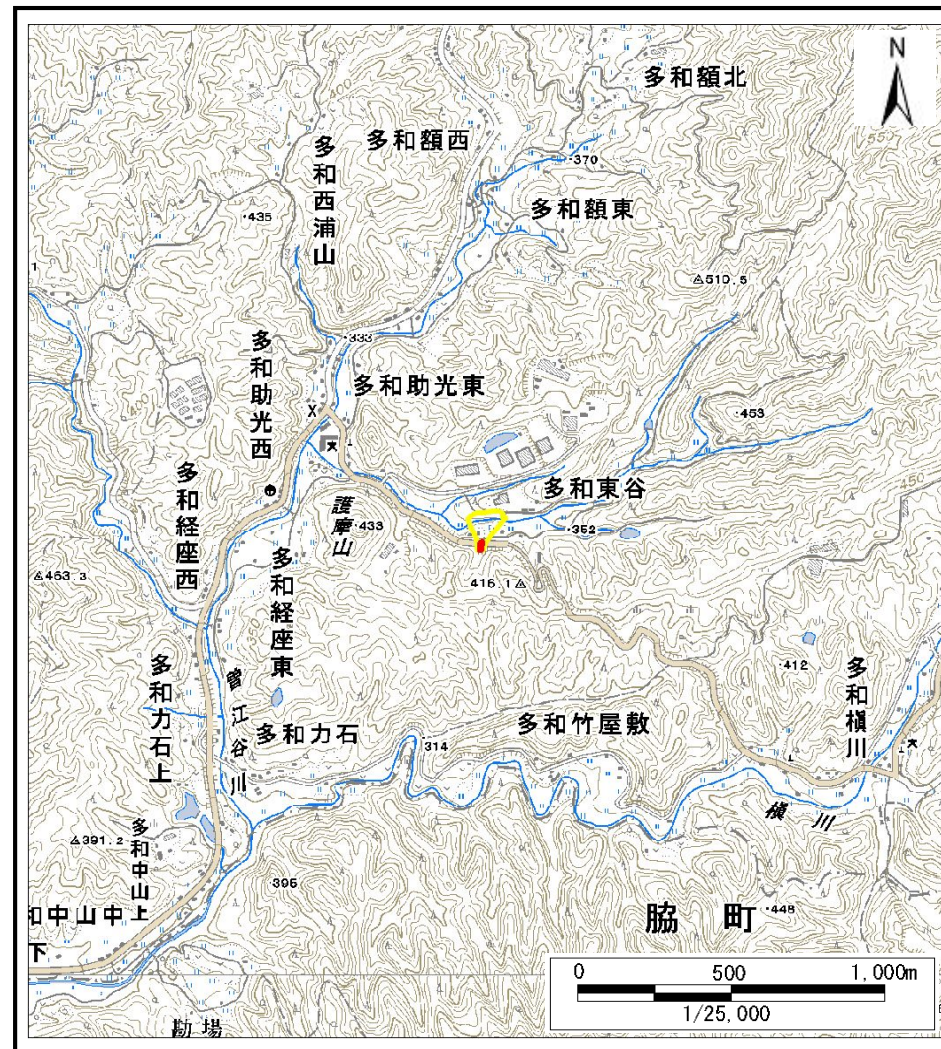 N
多和額北
多和額西
多和西浦山
370
435
多和額東
510.5
333
多和助光西
多和助光東
453
多和東谷
多和経座西
護摩山
433
352
450
463.3
416.1
多和経座東
412
多和槇川
多和力石上
曽江谷川
多和力石
314
多和竹屋敷
391.2
多和中山上
槇川
395
和中山中
下
脇町
448
0 500 1,000m
1/25,000
勘場